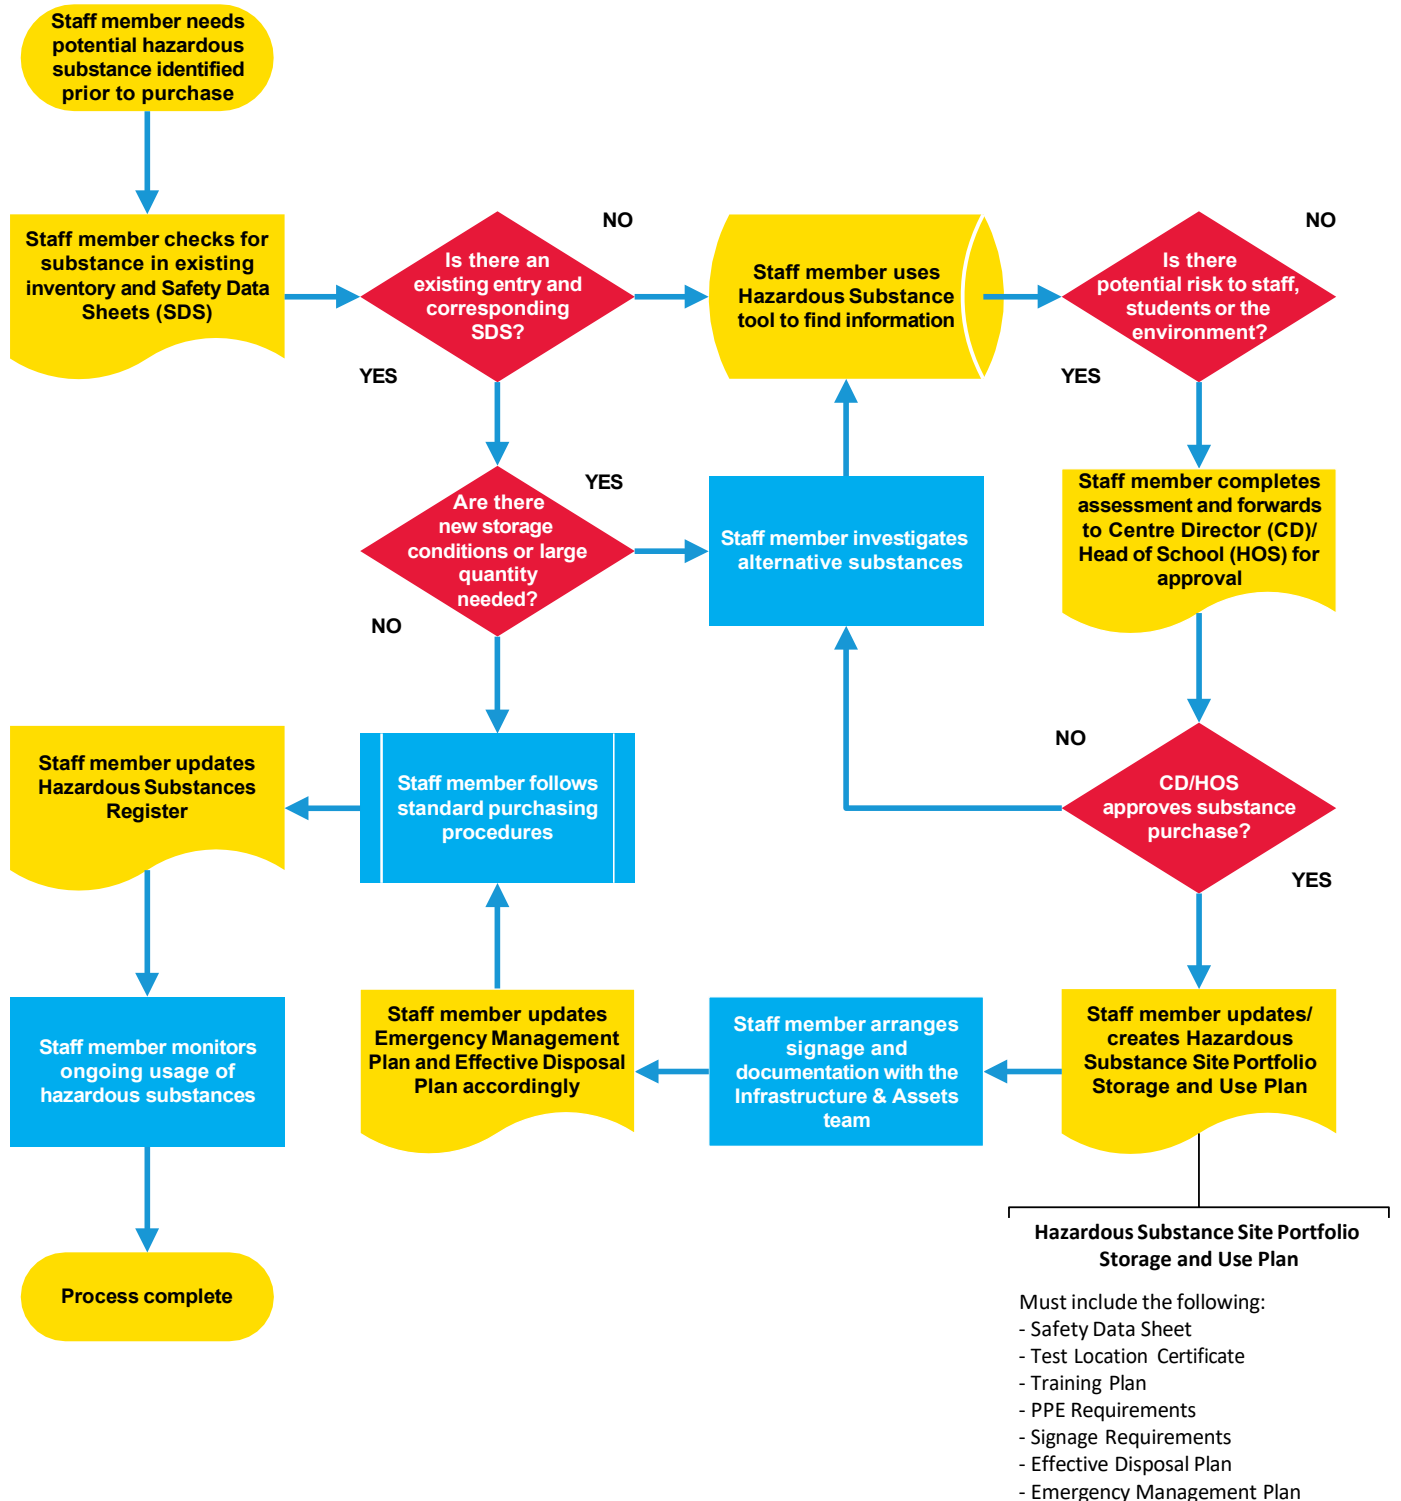 Staff member needs
potential hazardous
substance identified
prior to purchase
Staff member checks for
substance in existing
inventory and Safety Data
Sheets (SDS)
Is there an
existing entry and
corresponding
SDS?
NO
YES
Staff member uses
Hazardous Substance
tool to find information
Is there
potential risk to staff,
students or the
environment?
NO
YES
Are there
new storage
conditions or large
quantity
needed?
YES
NO
Staff member investigates
alternative substances
Staff member completes
assessment and forwards
to Centre Director (CD)/
Head of School (HOS) for
approval
Staff member updates
Hazardous Substances
Register
Staff member follows
standard purchasing
procedures
NO
CD/HOS
approves substance
purchase?
YES
Staff member monitors
ongoing usage of
hazardous substances
Staff member updates
Emergency Management
Plan and Effective Disposal
Plan accordingly
Staff member arranges
signage and
documentation with the
Infrastructure & Assets
team
Staff member updates/
creates Hazardous
Substance Site Portfolio
Storage and Use Plan
Process complete
Hazardous Substance Site Portfolio
Storage and Use Plan
Must include the following:
- Safety Data Sheet
- Test Location Certificate
- Training Plan
- PPE Requirements
- Signage Requirements
- Effective Disposal Plan
- Emergency Management Plan